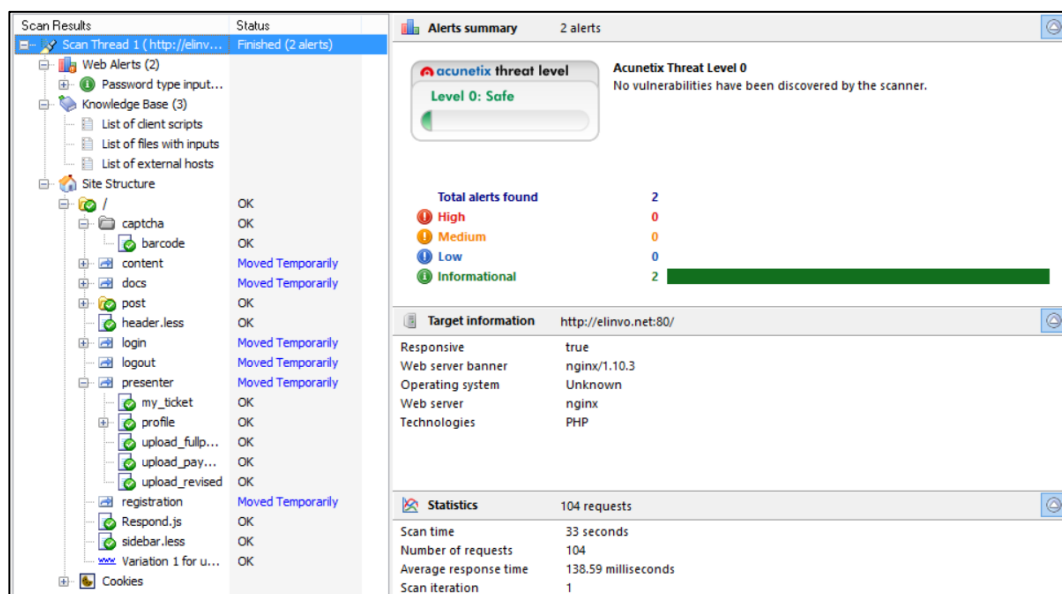 Scan Results Status
Scan Thread 1 ( http://elinv... Finished (2 alerts)
Web Alerts (2)
Password type input...
Knowledge Base (3)
List of client scripts
List of files with inputs
List of external hosts
Site Structure
/ OK
captcha OK
barcode OK
content Moved Temporarily
docs Moved Temporarily
post OK
header.less OK
login Moved Temporarily
logout Moved Temporarily
presenter Moved Temporarily
my_ticket OK
profile OK
upload_fullp... OK
upload_pay... OK
upload_revised OK
registration Moved Temporarily
Respond.js OK
sidebar.less OK
Variation 1 for u... OK
Cookies
Alerts summary 2 alerts
acunetix threat level
Level 0: Safe
Acunetix Threat Level 0
No vulnerabilities have been discovered by the scanner.
Total alerts found 2
High 0
Medium 0
Low 0
Informational 2
Target information http://elinvo.net:80/
Responsive true
Web server banner nginx/1.10.3
Operating system Unknown
Web server nginx
Technologies PHP
Statistics 104 requests
Scan time 33 seconds
Number of requests 104
Average response time 138.59 milliseconds
Scan iteration 1